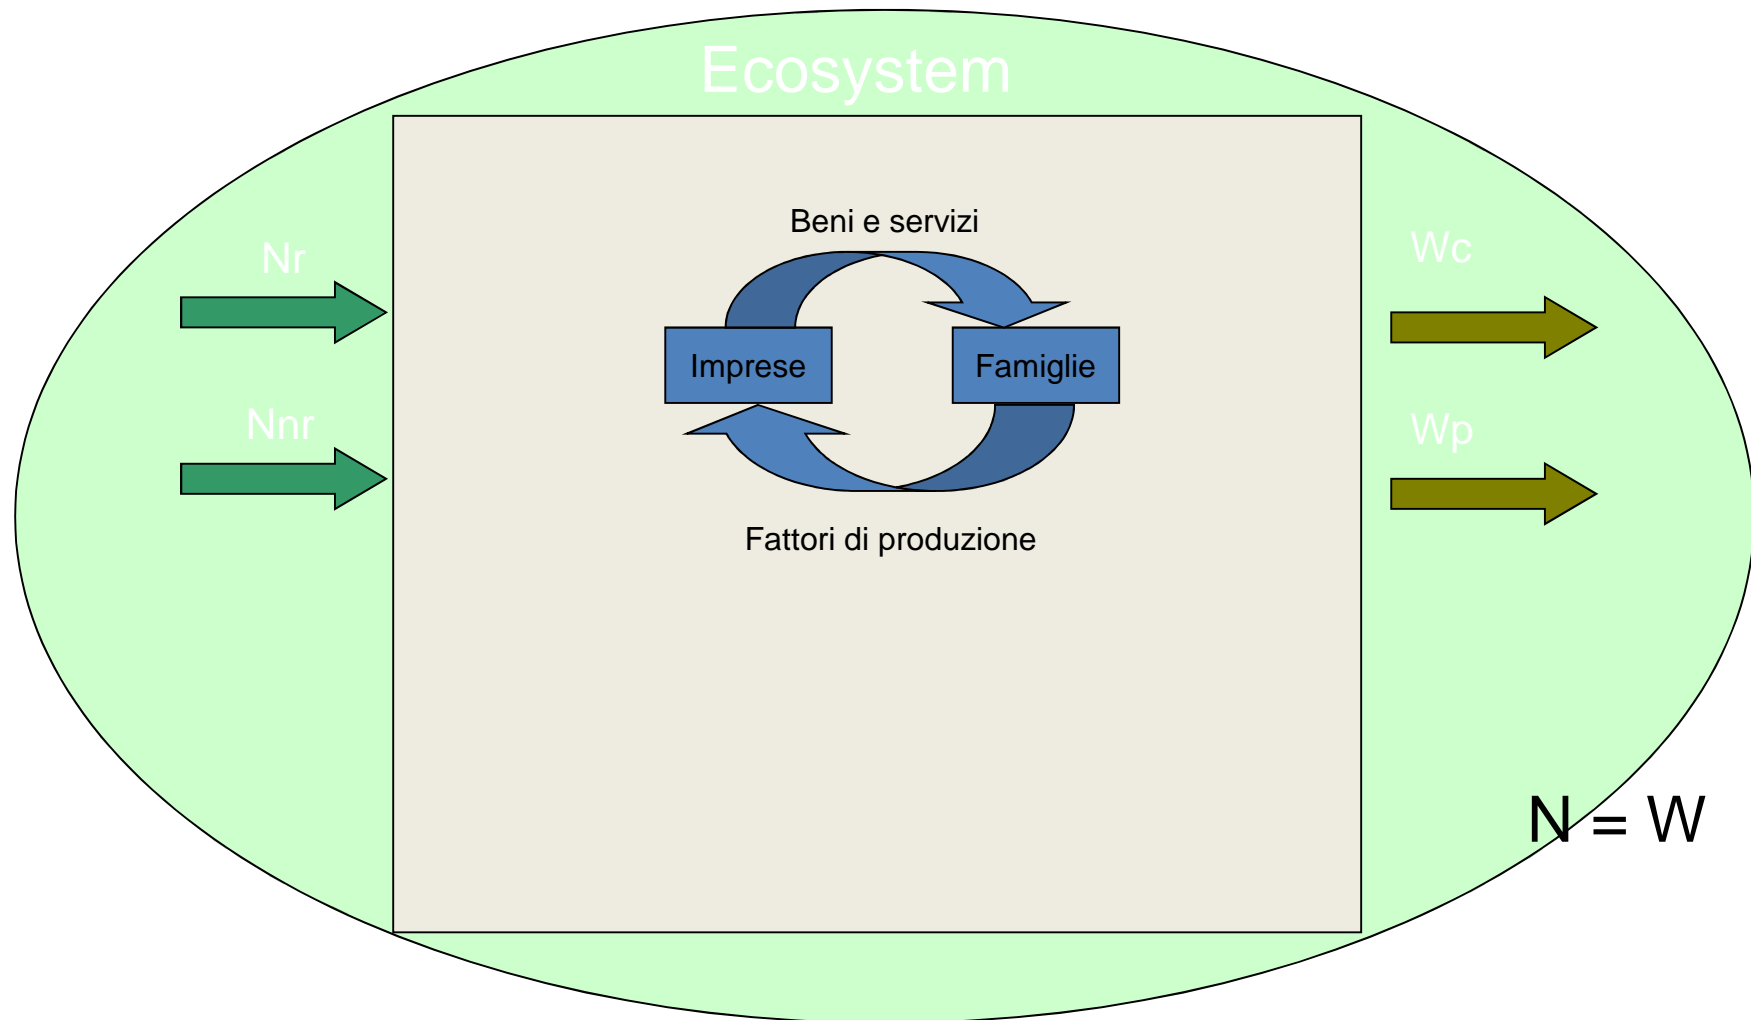 Ecosystem
Beni e servizi
Nr
Wc
Imprese
Famiglie
Nnr
Wp
Fattori di produzione
N = W